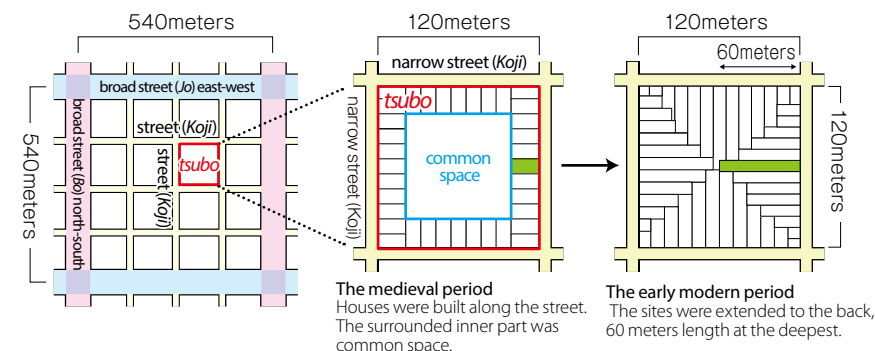 540meters
540meters
broad street (Jo) east-west
broad street (Bo) north-south
street (Koji)
street (Koji)
tsubo
120meters
narrow street (Koji)
narrow street (Koji)
tsubo
common
space
The medieval period
Houses were built along the street.
The surrounded inner part was
common space.
120meters
60meters
120meters
The early modern period
The sites were extended to the back,
60 meters length at the deepest.